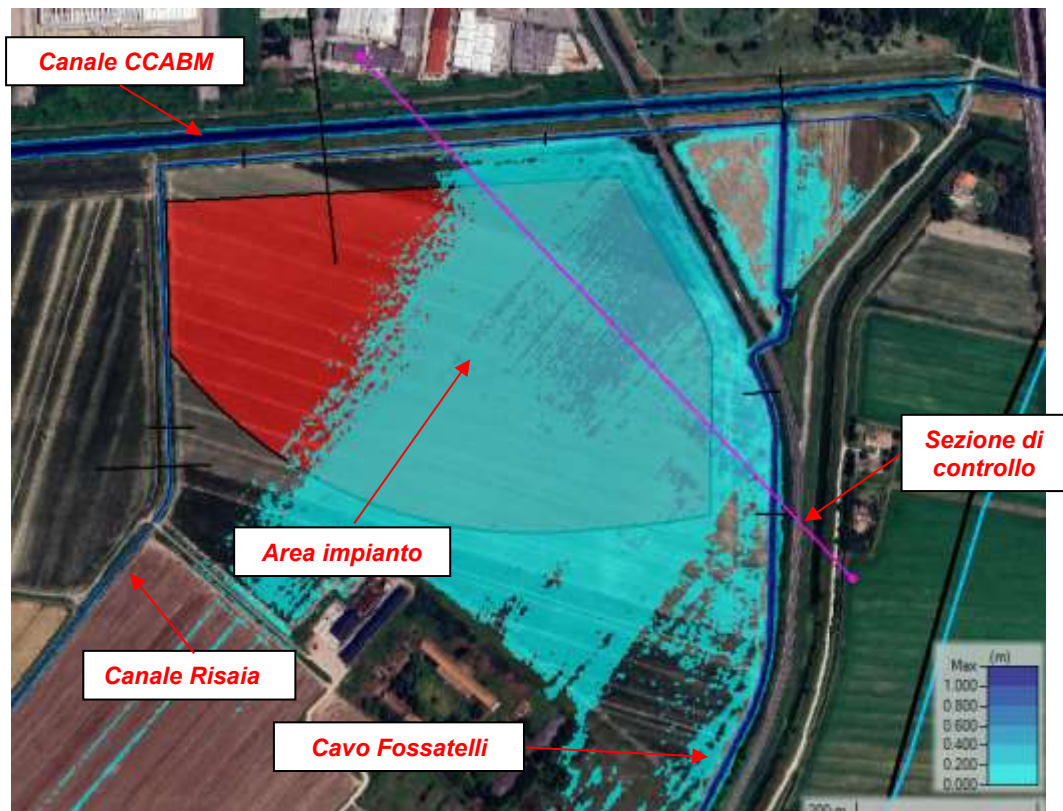 Canale CCABM
Sezione di
controllo
Area impianto
Canale Risaia
Cavo Fossatelli
(m)
Max
1.000
0.800
0.600
0.400
0.200
0.000
200 m